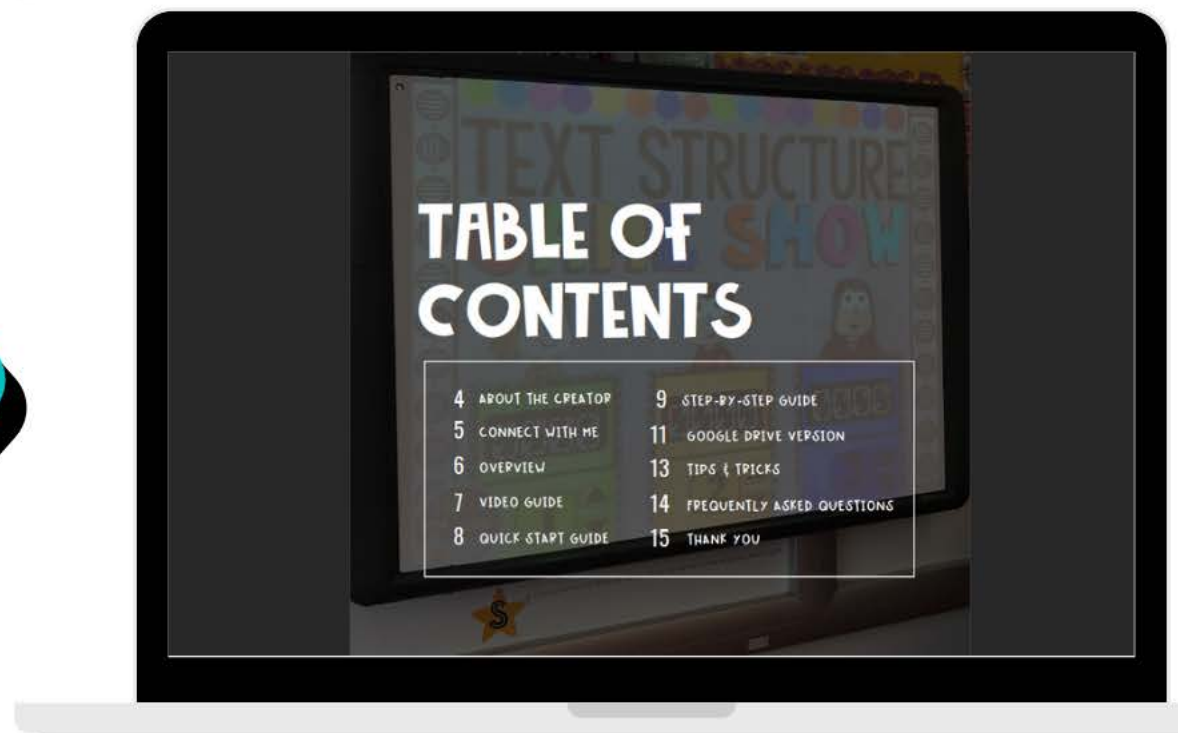 TEXT STRUCTURE
GAME SHOW
TABLE OF
CONTENTS
4 ABOUT THE CREATOR
5 CONNECT WITH ME
6 OVERVIEW
7 VIDEO GUIDE
8 QUICK START GUIDE
9 STEP-BY-STEP GUIDE
11 GOOGLE DRIVE VERSION
13 TIPS & TRICKS
14 FREQUENTLY ASKED QUESTIONS
15 THANK YOU
S